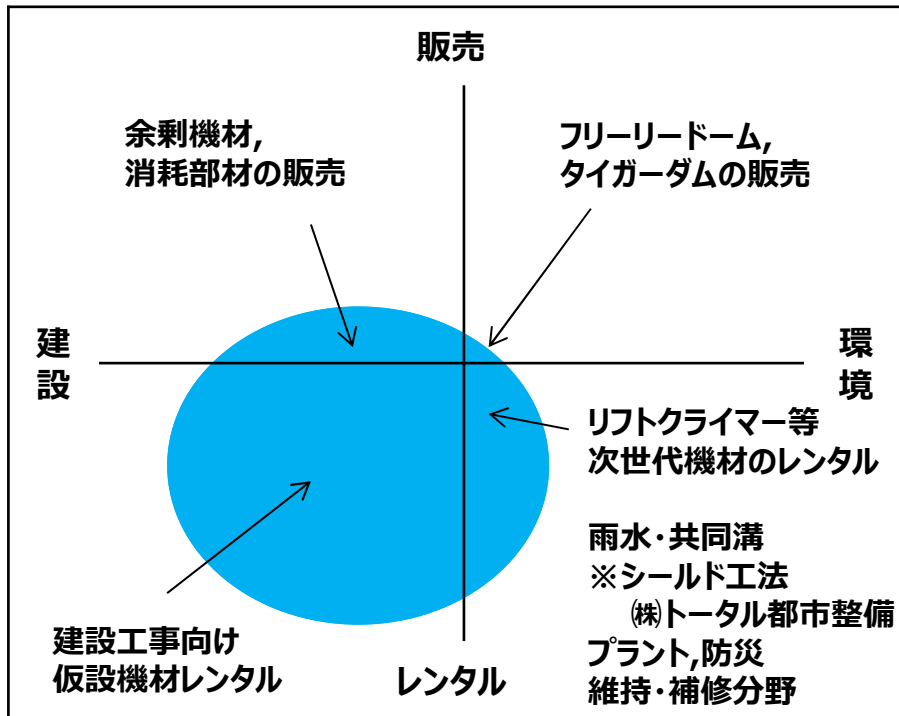 販売
余剰機材,
消耗部材の販売
フリーリードーム,
タイガーダムの販売
建
設
環
境
リフトクライマー等
次世代機材のレンタル
雨水・共同溝
※シールド工法
㈱トータル都市整備
プラント,防災
維持・補修分野
建設工事向け
仮設機材レンタル
レンタル